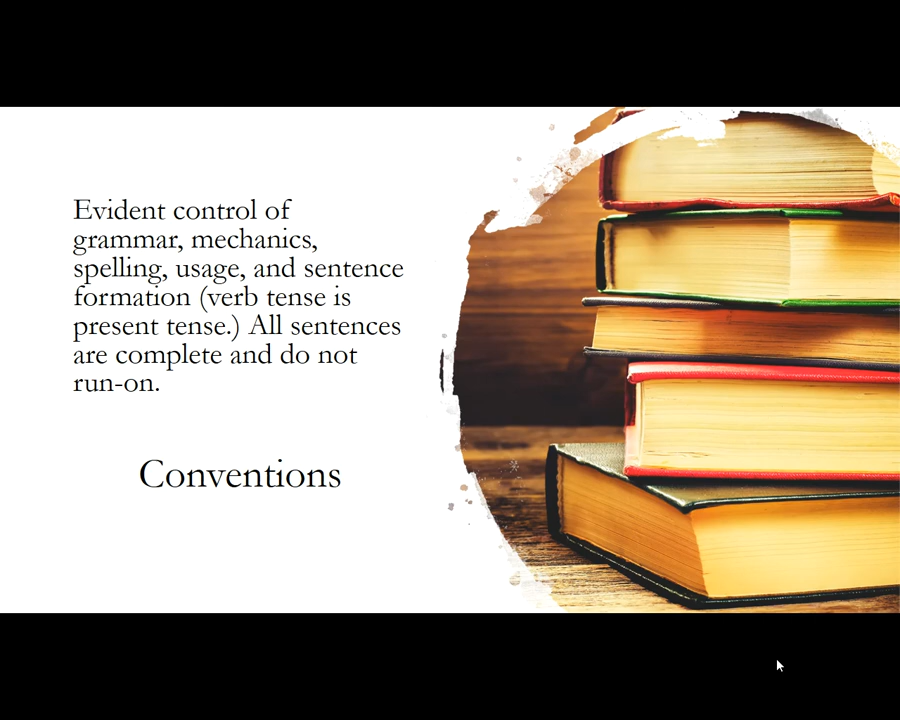 Evident control of
grammar, mechanics,
spelling, usage, and sentence
formation (verb tense is
present tense.) All sentences
are complete and do not
run-on.
Conventions